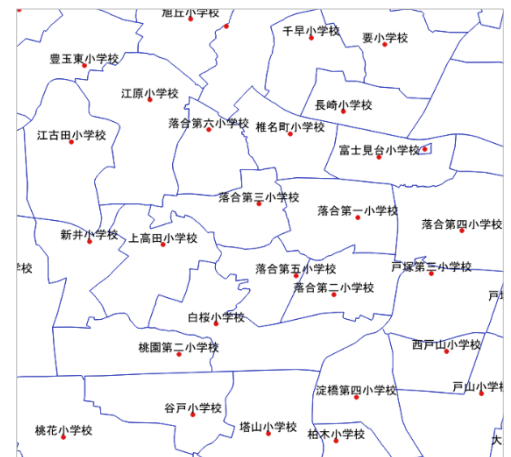 旭丘小学校
千早小学校
要小学校
豊玉東小学校
江原小学校
長崎小学校
落合第六小学校
椎名町小学校
江古田小学校
富士見台小学校
落合第三小学校
落合第一小学校
落合第四小学校
新井小学校
上高田小学校
学校
落合第五小学校
戸塚第三小学校
落合第二小学校
戸塚
白桜小学校
桃園第二小学校
西戸山小学校
淀橋第四小学校
戸山小学校
谷戸小学校
塔山小学校
桃花小学校
柏木小学校
大